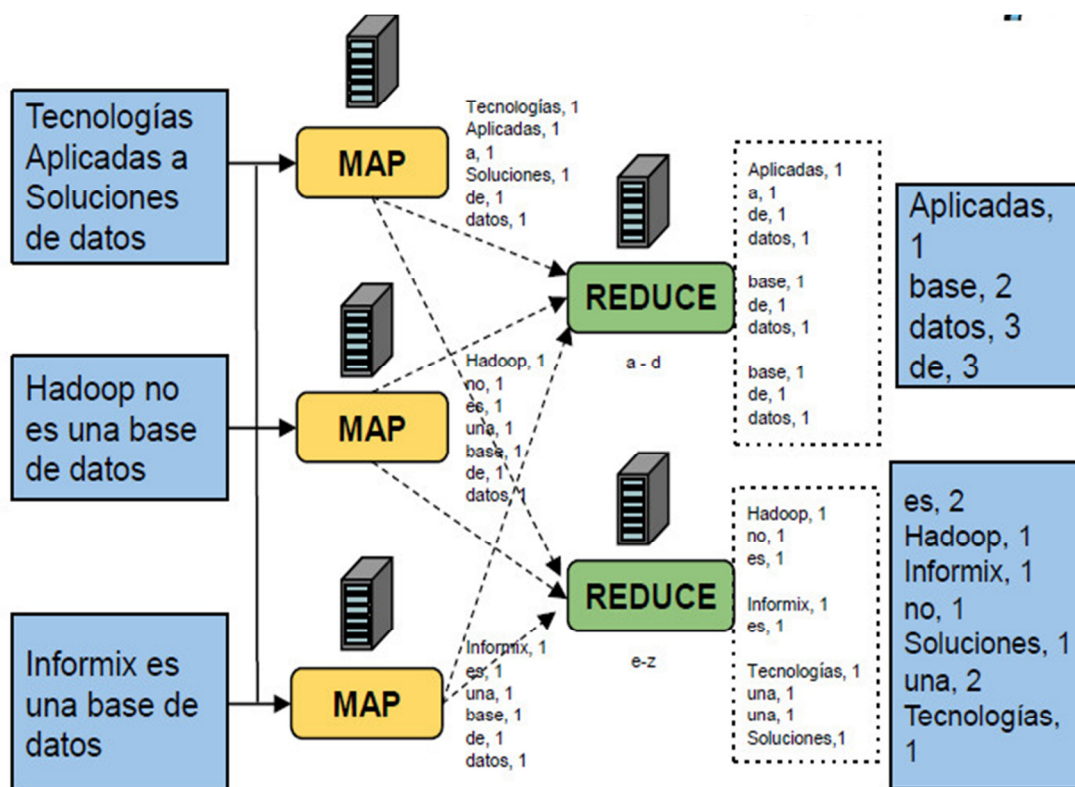 Tecnologías
Aplicadas a
Soluciones
de datos
Hadoop no
es una base
de datos
Informix es
una base de
datos
MAP
MAP
MAP
Tecnologías, 1
Aplicadas, 1
a, 1
Soluciones, 1
de, 1
datos, 1
Hadoop, 1
no, 1
es, 1
una, 1
base, 1
de, 1
datos, 1
Informix, 1
es, 1
una, 1
base, 1
de, 1
datos, 1
REDUCE
a - d
REDUCE
e-z
Aplicadas, 1
a, 1
de, 1
datos, 1
base, 1
de, 1
datos, 1
base, 1
de, 1
datos, 1
Hadoop, 1
no, 1
es, 1
Informix, 1
es, 1
Tecnologías, 1
una, 1
una, 1
Soluciones,1
Aplicadas,
1
base, 2
datos, 3
de, 3
es, 2
Hadoop, 1
Informix, 1
no, 1
Soluciones, 1
una, 2
Tecnologías,
1